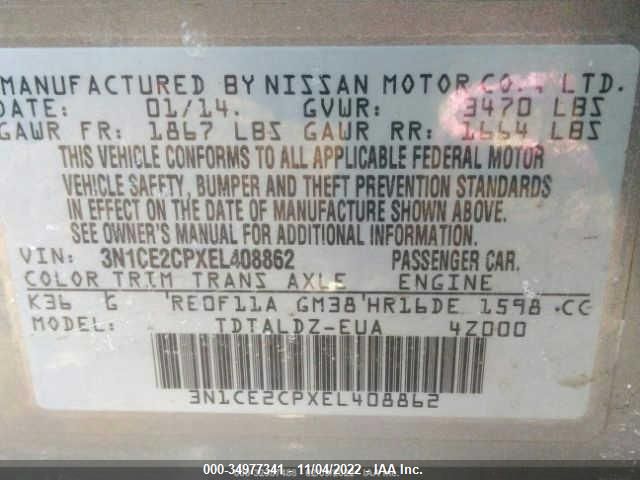 MANUFACTURED BY NISSAN MOTOR CO., LTD.
DATE: 01/14. GVWR: 3470 LBS
GAWR FR: 1867 LBS GAWR RR: 1664 LBS
THIS VEHICLE CONFORMS TO ALL APPLICABLE FEDERAL MOTOR
VEHICLE SAFTY, BUMPER AND THEFT PREVENTION STANDARDS
IN EFFECT ON THE DATE OF MANUFACTURE SHOWN ABOVE.
SEE OWNER'S MANUAL FOR ADDITIONAL INFORMATION
VIN: 3N1CE2CPXEL408862 PASSENGER CAR.
COLOR TRIM TRANS AXLE ENGINE
K36 G 'RE0F11A GM38'HR16DE 1598.CC
MODEL: TDTALDZ-EUA 4Z000
3N1CE2CPXEL408862
000-34977341 - 11/04/2022 - IAA Inc.